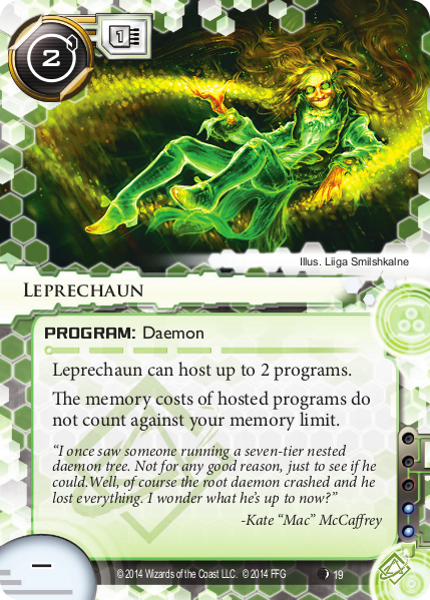 2
1
Illus. Liiga Smilshkalne
LEPRECHAUN
PROGRAM: Daemon
Leprechaun can host up to 2 programs.
The memory costs of hosted programs do
not count against your memory limit.
“I once saw someone running a seven-tier nested
daemon tree. Not for any good reason, just to see if he
could.Well, of course the root daemon crashed and he
lost everything. I wonder what he’s up to now?”
-Kate “Mac” McCaffrey
–
© 2014 Wizards of the Coast LLC. © 2014 FFG 19